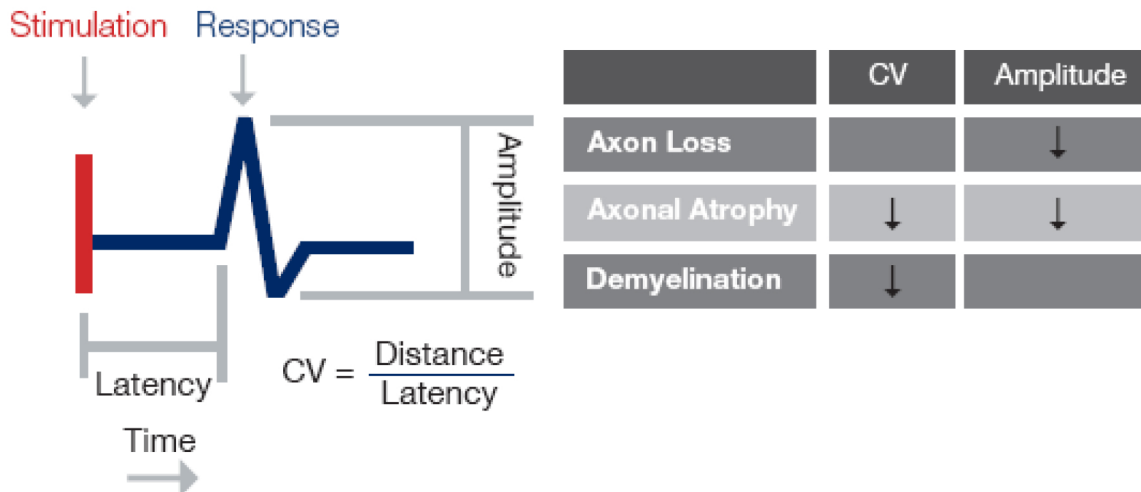 Stimulation Response
Amplitude
Latency
Time
CV = Distance
Latency
CV Amplitude
Axon Loss ↓
Axonal Atrophy ↓ ↓
Demyelination ↓